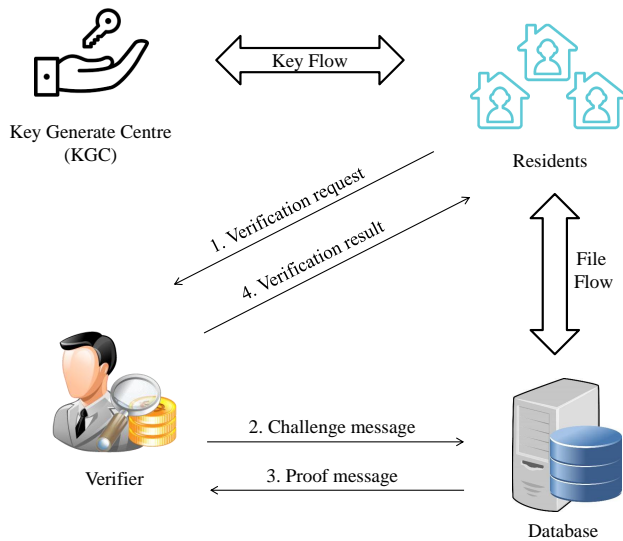 Key Flow
Key Generate Centre
(KGC)
Residents
1. Verification request
4. Verification result
File
Flow
2. Challenge message
3. Proof message
Verifier
Database